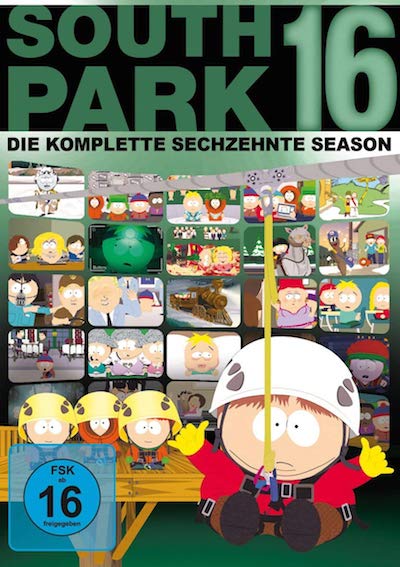 SOUTH
PARK
16
DIE KOMPLETTE SECHZEHNTE SEASON
FSK
ab
16
freigegeben